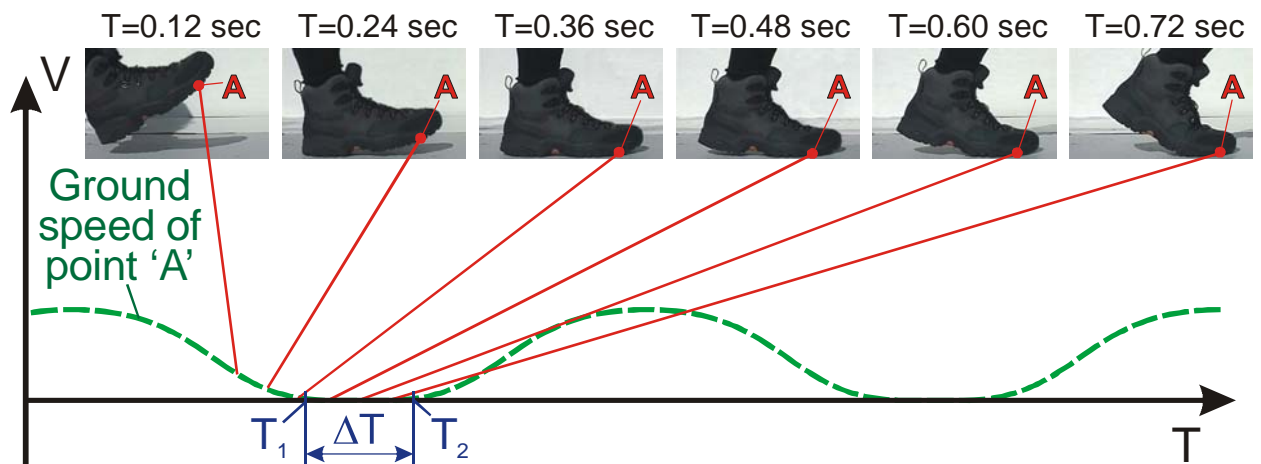 T=0.12 sec T=0.24 sec T=0.36 sec T=0.48 sec T=0.60 sec T=0.72 sec
V
A A A A A A
Ground
speed of
point ‘A’
T1 ΔT T2 T